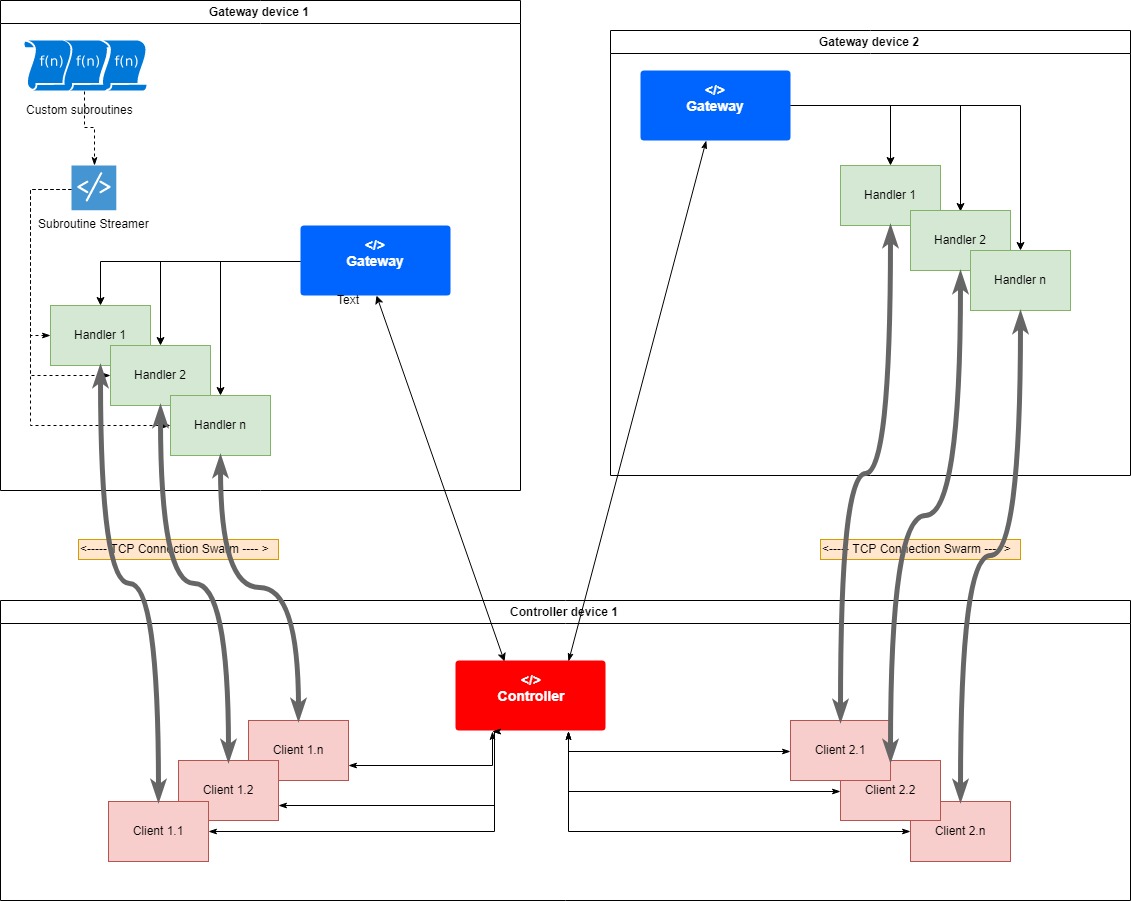 Gateway device 1
f(n) f(n) f(n)
Custom subroutines
</>
Subroutine Streamer
</>
Gateway
Text
Handler 1
Handler 2
Handler n
Gateway device 2
</>
Gateway
Handler 1
Handler 2
Handler n
<----- TCP Connection Swarm ---- >
<----- TCP Connection Swarm ---- >
Controller device 1
</>
Controller
Client 1.n
Client 1.2
Client 1.1
Client 2.1
Client 2.2
Client 2.n